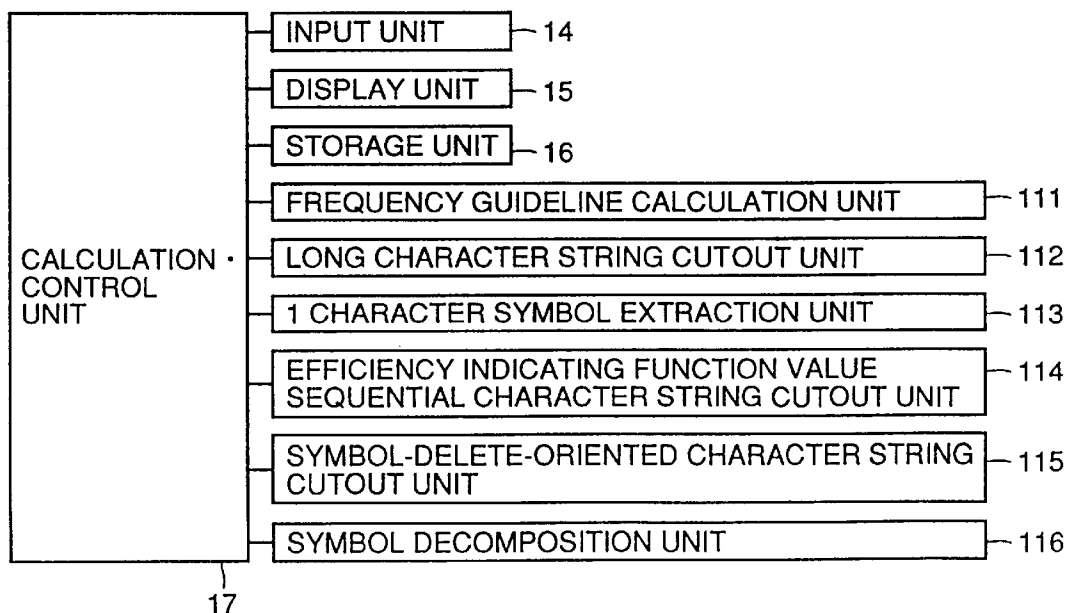 INPUT UNIT 14
DISPLAY UNIT 15
STORAGE UNIT 16
FREQUENCY GUIDELINE CALCULATION UNIT 111
LONG CHARACTER STRING CUTOUT UNIT 112
CALCULATION ·
CONTROL
UNIT
1 CHARACTER SYMBOL EXTRACTION UNIT 113
EFFICIENCY INDICATING FUNCTION VALUE 114
SEQUENTIAL CHARACTER STRING CUTOUT UNIT
SYMBOL-DELETE-ORIENTED CHARACTER STRING 115
CUTOUT UNIT
SYMBOL DECOMPOSITION UNIT 116
17